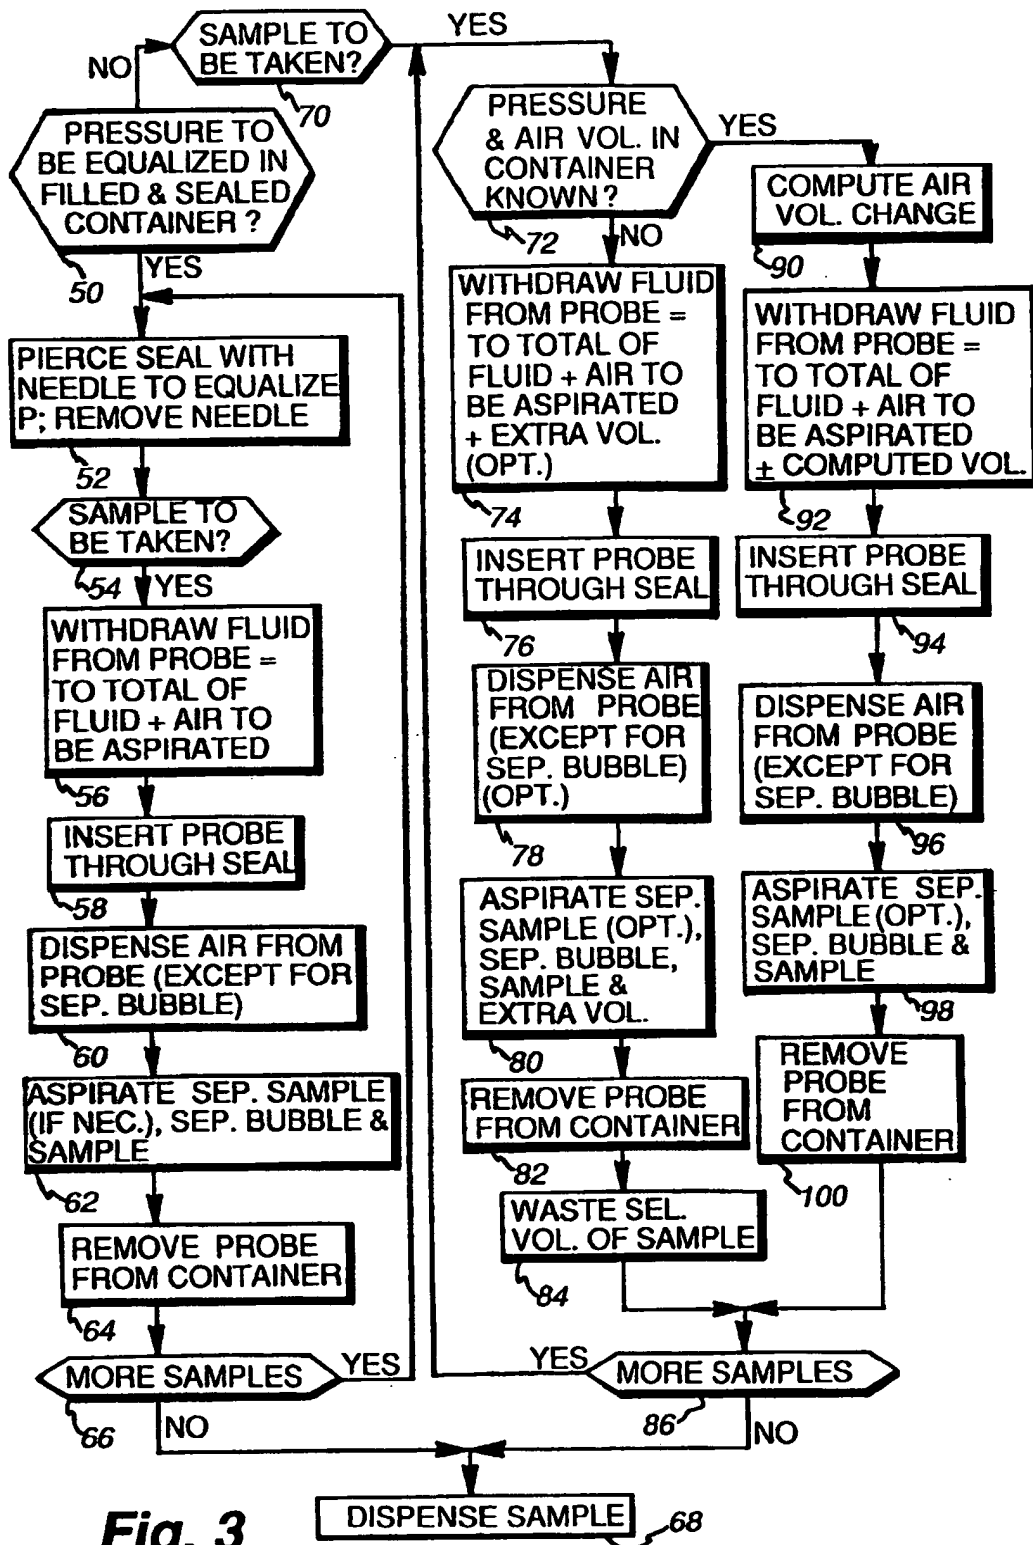 SAMPLE TO
BE TAKEN?
70
NO
YES
PRESSURE TO
BE EQUALIZED IN
FILLED & SEALED
CONTAINER ?
50
YES
PIERCE SEAL WITH
NEEDLE TO EQUALIZE
P; REMOVE NEEDLE
52
SAMPLE TO
BE TAKEN?
54
YES
WITHDRAW FLUID
FROM PROBE =
TO TOTAL OF
FLUID + AIR TO
BE ASPIRATED
56
INSERT PROBE
THROUGH SEAL
58
DISPENSE AIR FROM
PROBE (EXCEPT FOR
SEP. BUBBLE)
60
ASPIRATE SEP. SAMPLE
(IF NEC.), SEP. BUBBLE &
SAMPLE
62
REMOVE PROBE
FROM CONTAINER
64
MORE SAMPLES
YES
66
NO
PRESSURE
& AIR VOL. IN
CONTAINER
KNOWN ?
72
YES
NO
WITHDRAW FLUID
FROM PROBE =
TO TOTAL OF
FLUID + AIR TO
BE ASPIRATED
+ EXTRA VOL.
(OPT.)
74
INSERT PROBE
THROUGH SEAL
76
DISPENSE AIR
FROM PROBE
(EXCEPT FOR
SEP. BUBBLE)
(OPT.)
78
ASPIRATE SEP.
SAMPLE (OPT.),
SEP. BUBBLE,
SAMPLE &
EXTRA VOL.
80
REMOVE PROBE
FROM CONTAINER
82
WASTE SEL.
VOL. OF SAMPLE
84
COMPUTE AIR
VOL. CHANGE
90
WITHDRAW FLUID
FROM PROBE =
TO TOTAL OF
FLUID + AIR TO
BE ASPIRATED
± COMPUTED VOL.
92
INSERT PROBE
THROUGH SEAL
94
DISPENSE AIR
FROM PROBE
(EXCEPT FOR
SEP. BUBBLE)
96
ASPIRATE SEP.
SAMPLE (OPT.),
SEP. BUBBLE &
SAMPLE
98
REMOVE
PROBE
FROM
CONTAINER
100
YES
MORE SAMPLES
86
NO
DISPENSE SAMPLE
68
Fig. 3